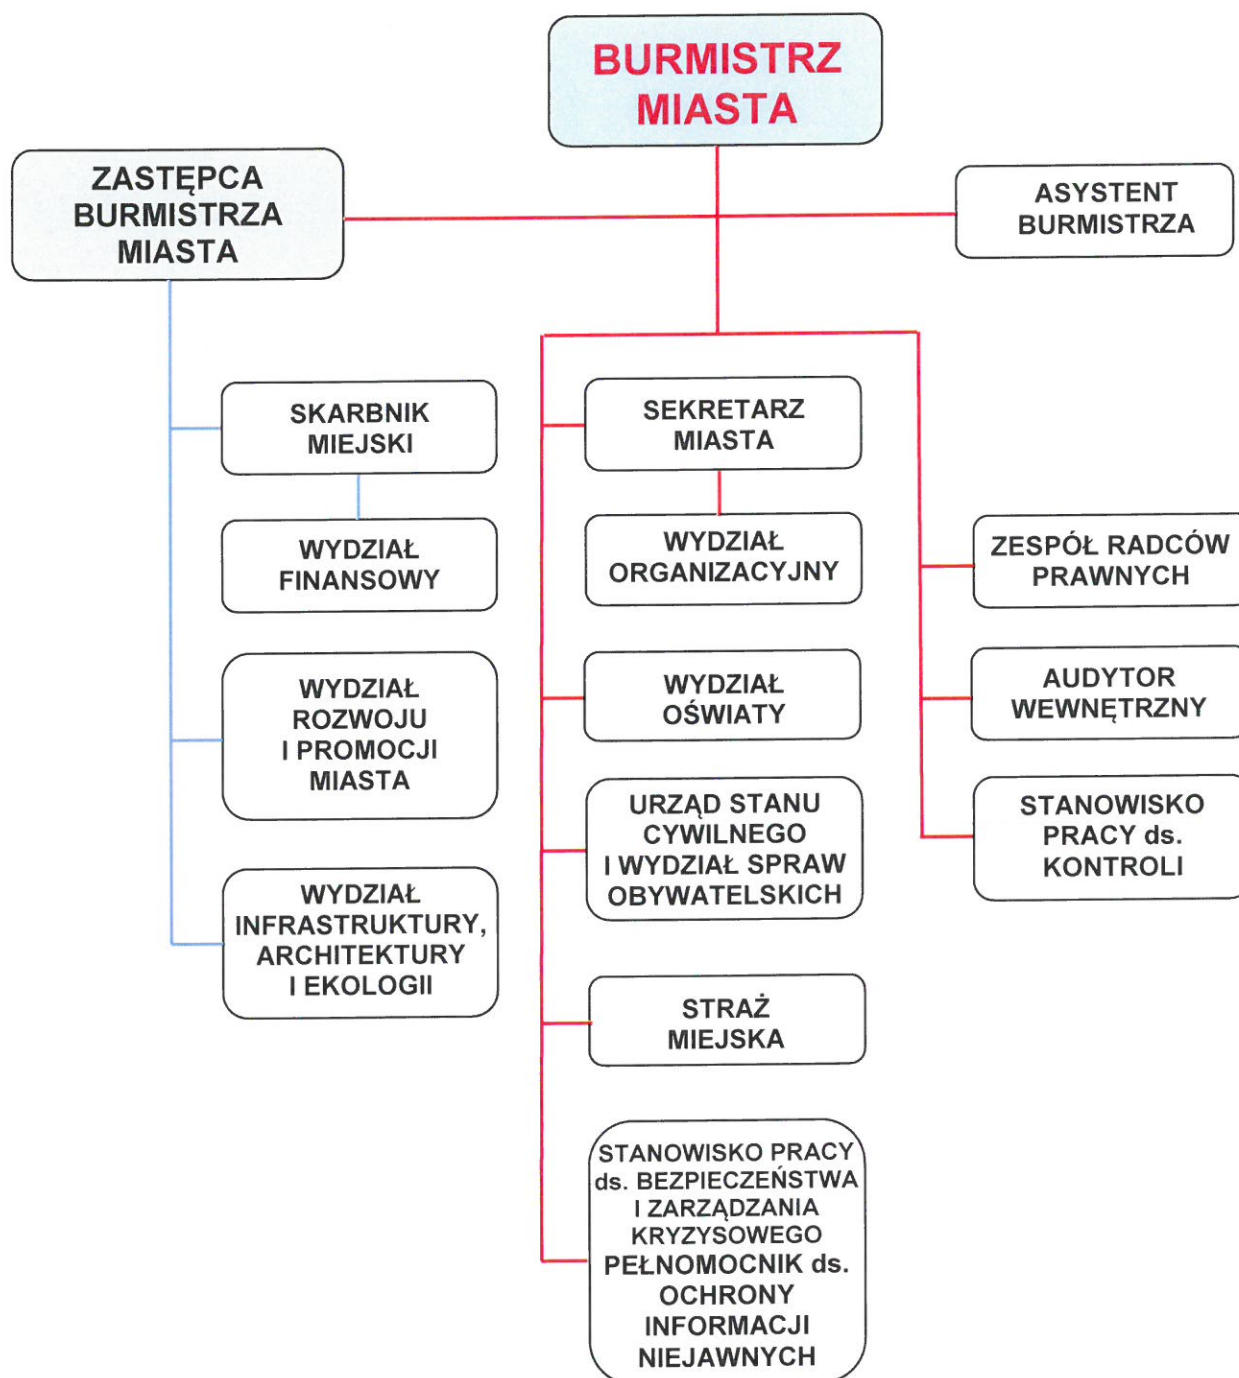 BURMISTRZ
MIASTA
ZASTĘPCA
BURMISTRZA
MIASTA
ASYSTENT
BURMISTRZA
SKARBNIK
MIEJSKI
WYDZIAŁ
FINANSOWY
WYDZIAŁ
ROZWOJU
I PROMOCJI
MIASTA
WYDZIAŁ
INFRASTRUKTURY,
ARCHITEKTURY
I EKOLOGII
SEKRETARZ
MIASTA
WYDZIAŁ
ORGANIZACYJNY
WYDZIAŁ
OŚWIATY
URZĄD STANU
CYWILNEGO
I WYDZIAŁ SPRAW
OBYWATELSKICH
STRAŻ
MIEJSKA
STANOWISKO PRACY
ds. BEZPIECZEŃSTWA
I ZARZĄDZANIA
KRYZYSOWEGO
PEŁNOMOCNIK ds.
OCHRONY
INFORMACJI
NIEJAWNYCH
ZESPÓŁ RADCÓW
PRAWNYCH
AUDYTOR
WEWNĘTRZNY
STANOWISKO
PRACY ds.
KONTROLI